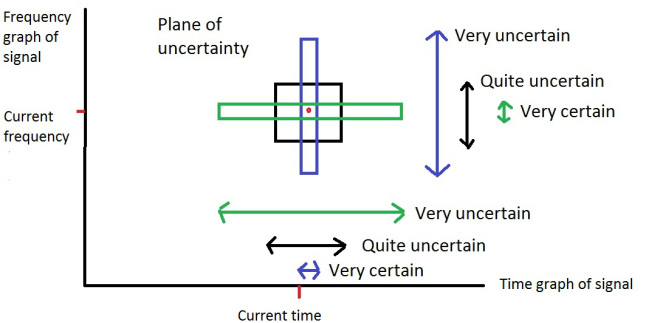 Frequency
graph of
signal
Plane of
uncertainty
Very uncertain
Quite uncertain
Very certain
Current
frequency
Very uncertain
Quite uncertain
Very certain
Time graph of signal
Current time